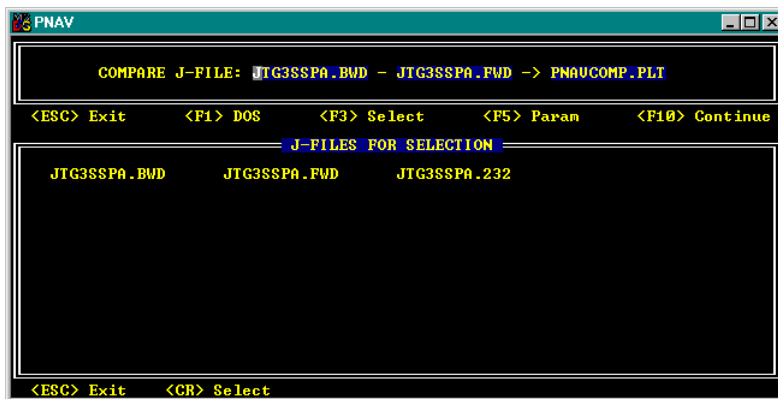 PNAV
COMPARE J-FILE: JTG3SSPA.BWD - JTG3SSPA.FWD -> PNAVCOMP.PLT
<ESC> Exit <F1> DOS <F3> Select <F5> Param <F10> Continue
J-FILES FOR SELECTION
JTG3SSPA.BWD JTG3SSPA.FWD JTG3SSPA.232
<ESC> Exit <CR> Select